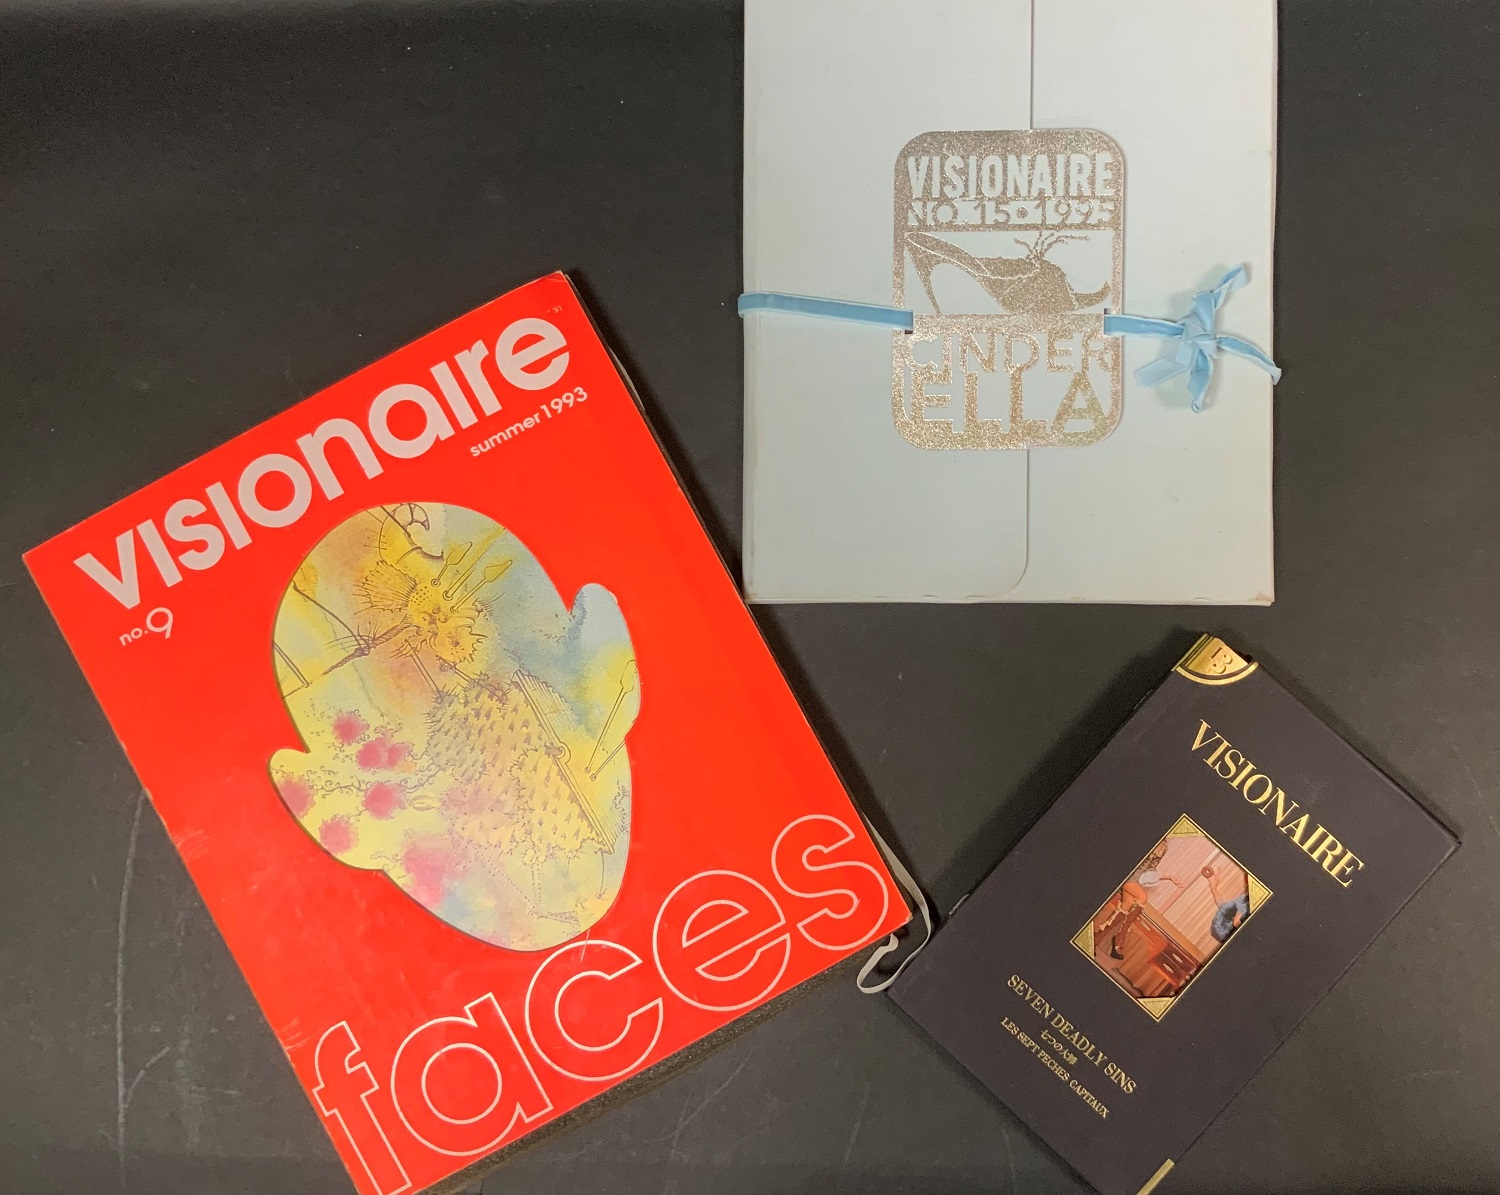 visionaire
summer 1993
no.9
faces
VISIONAIRE
NO. 15 1995
CINDER
ELLA
VISIONAIRE
SEVEN DEADLY SINS
七つの大罪
LES SEPT PECHES CAPITAUX